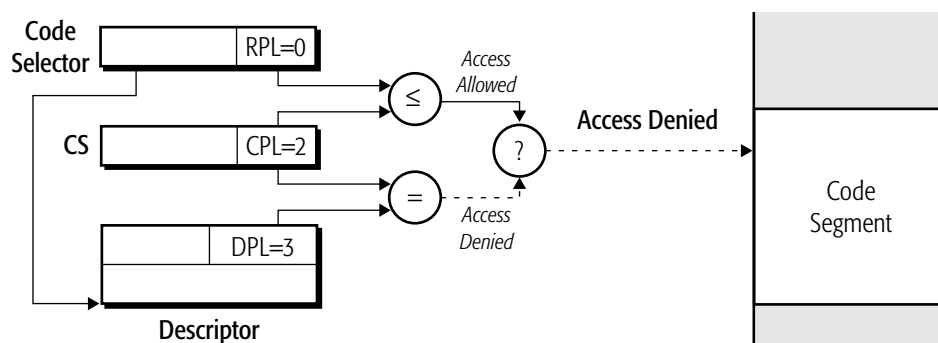 Code
Selector
RPL=0
Access
Allowed
≤
CS
CPL=2
?
Access Denied
=
Access
Denied
DPL=3
Descriptor
Code
Segment